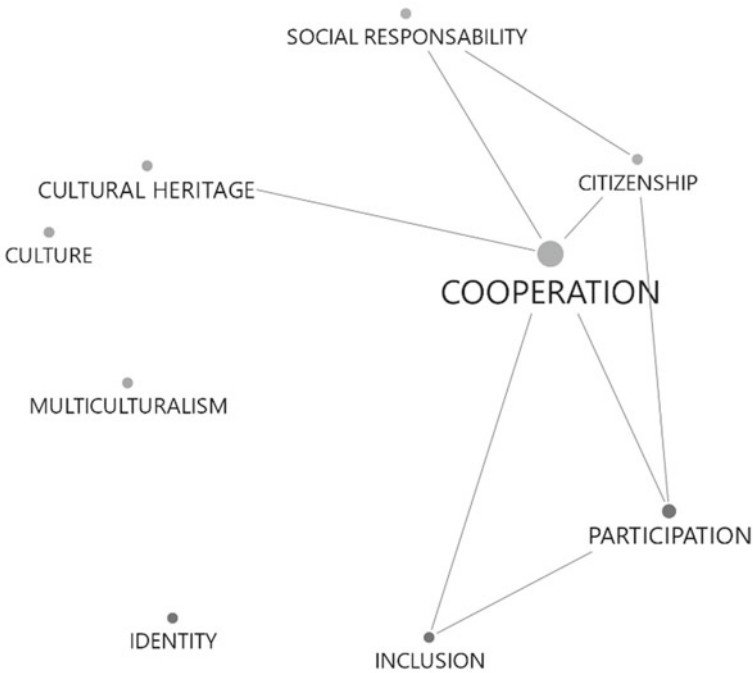 SOCIAL RESPONSABILITY
CITIZENSHIP
CULTURAL HERITAGE
CULTURE
COOPERATION
MULTICULTURALISM
PARTICIPATION
IDENTITY
INCLUSION